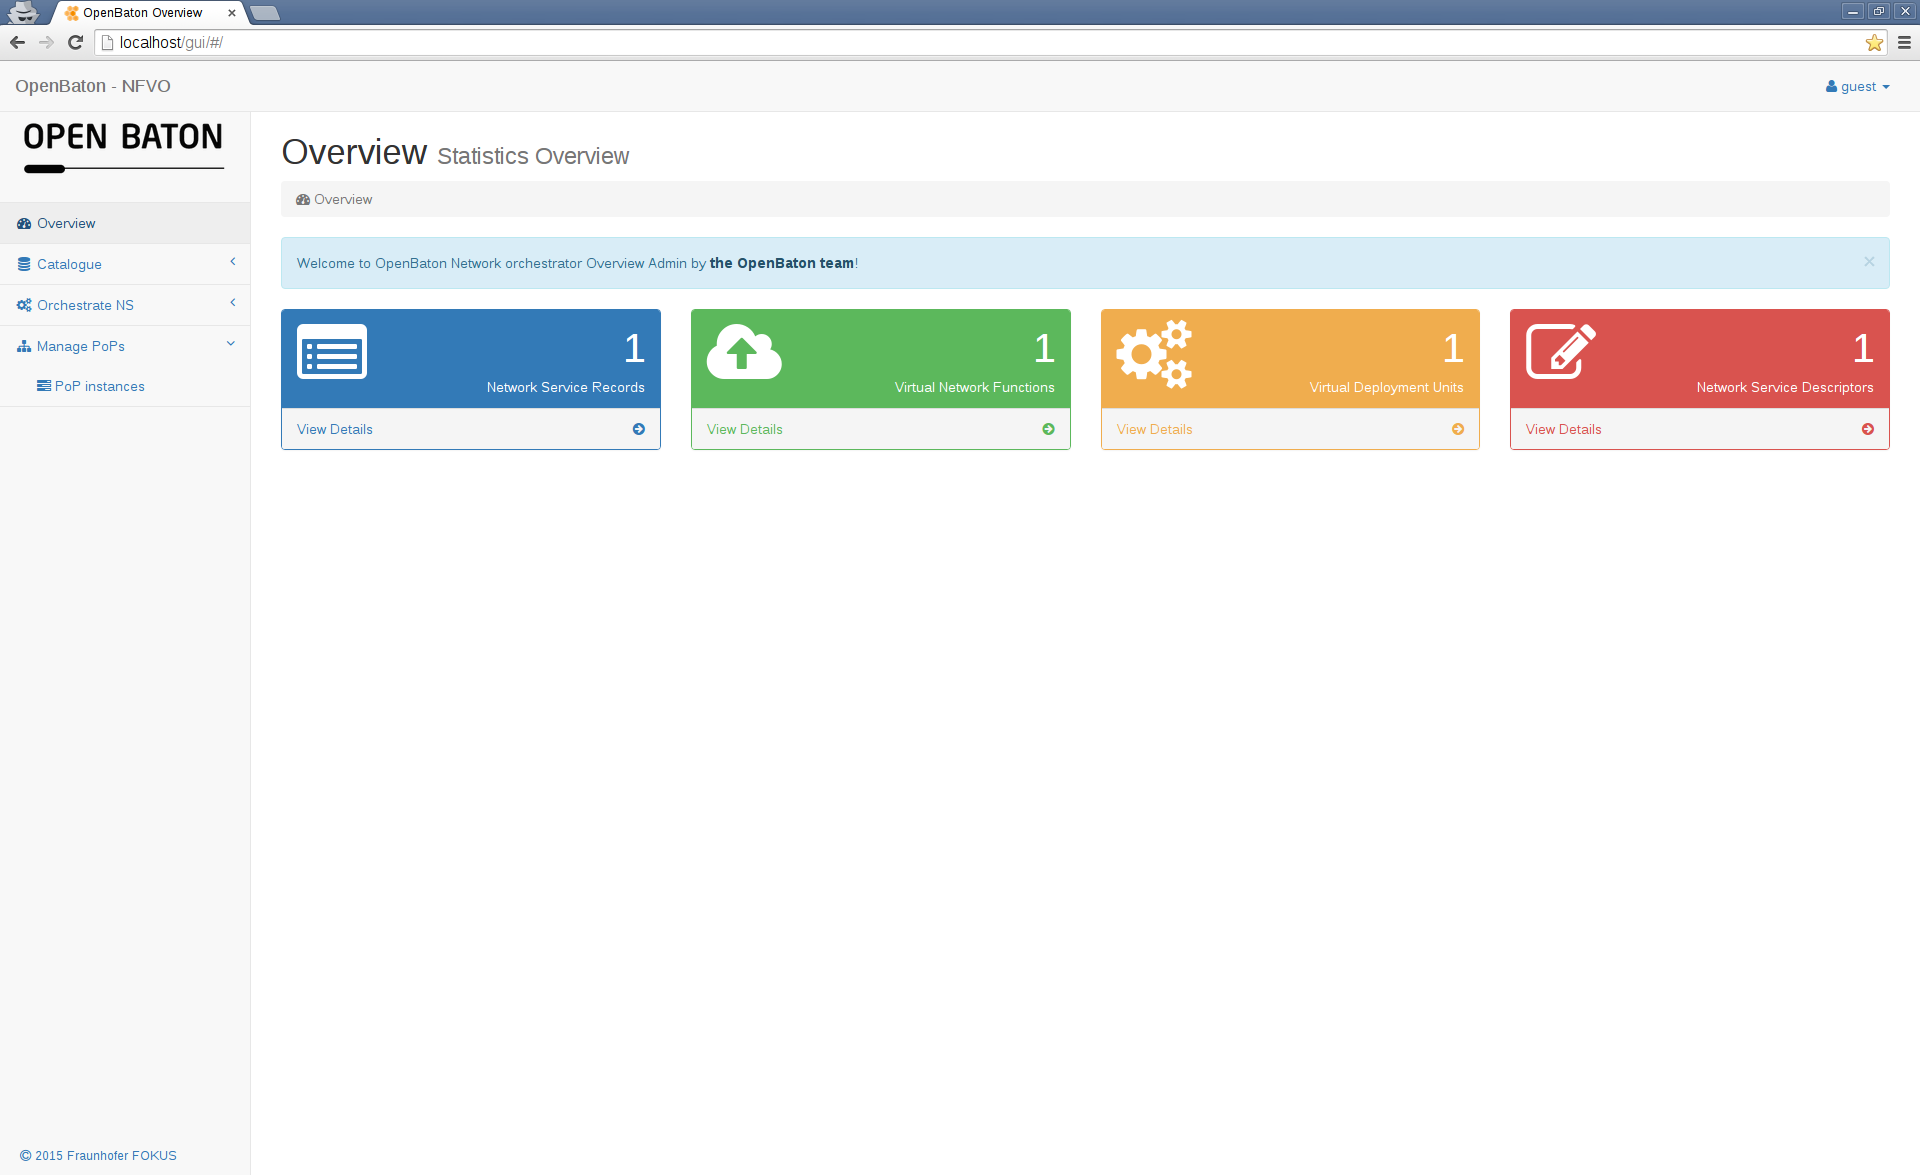 OpenBaton Overview
localhost/gui/#/
OpenBaton - NFVO
guest
OPEN BATON
Overview
Catalogue
Orchestrate NS
Manage PoPs
PoP instances
Overview Statistics Overview
Overview
Welcome to OpenBaton Network orchestrator Overview Admin by the OpenBaton team!
1
Network Service Records
View Details
1
Virtual Network Functions
View Details
1
Virtual Deployment Units
View Details
1
Network Service Descriptors
View Details
© 2015 Fraunhofer FOKUS